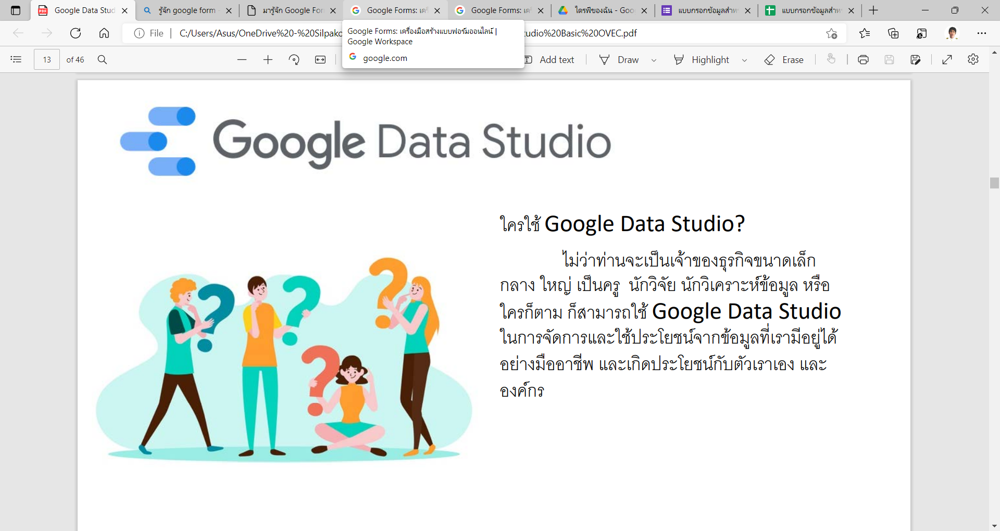 Google Data Stud
รู้จัก google form
มารู้จัก Google For
Google Forms: เครื่
Google Forms: เค
ไดรฟ์ของฉัน - Goo
แบบกรอกข้อมูลสำห
แบบกรอกข้อมูลสำห
File
C:/Users/Asus/OneDrive%20-%20Silpako
tudio%20Basic%20OVEC.pdf
Google Forms: เครื่องมือสร้างแบบฟอร์มออนไลน์ |
Google Workspace
google.com
13
of 46
Add text
Draw
Highlight
Erase
Google Data Studio
ใครใช้ Google Data Studio?
ไม่ว่าท่านจะเป็นเจ้าของธุรกิจขนาดเล็ก
กลาง ใหญ่ เป็นครู นักวิจัย นักวิเคราะห์ข้อมูล หรือ
ใครก็ตาม ก็สามารถใช้ Google Data Studio
ในการจัดการและใช้ประโยชน์จากข้อมูลที่เรามีอยู่ได้
อย่างมืออาชีพ และเกิดประโยชน์กับตัวเราเอง และ
องค์กร